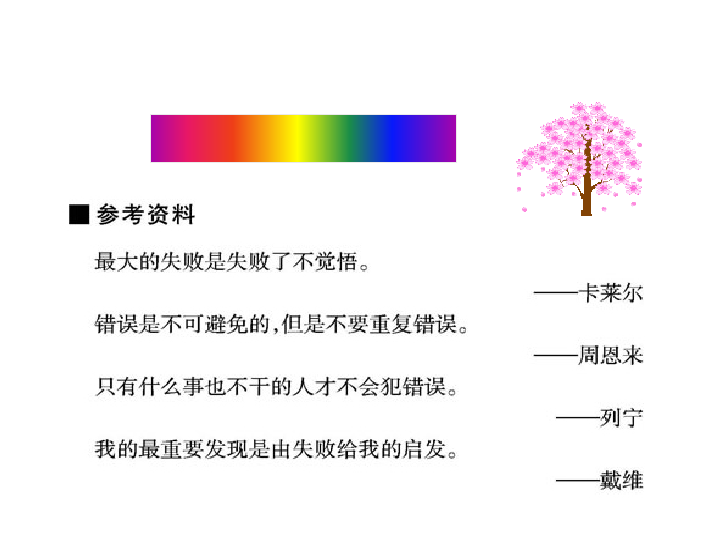 ■ 参考资料
最大的失败是失败了不觉悟。
——卡莱尔
错误是不可避免的,但是不要重复错误。
——周恩来
只有什么事也不干的人才不会犯错误。
——列宁
我的最重要发现是由失败给我的启发。
——戴维